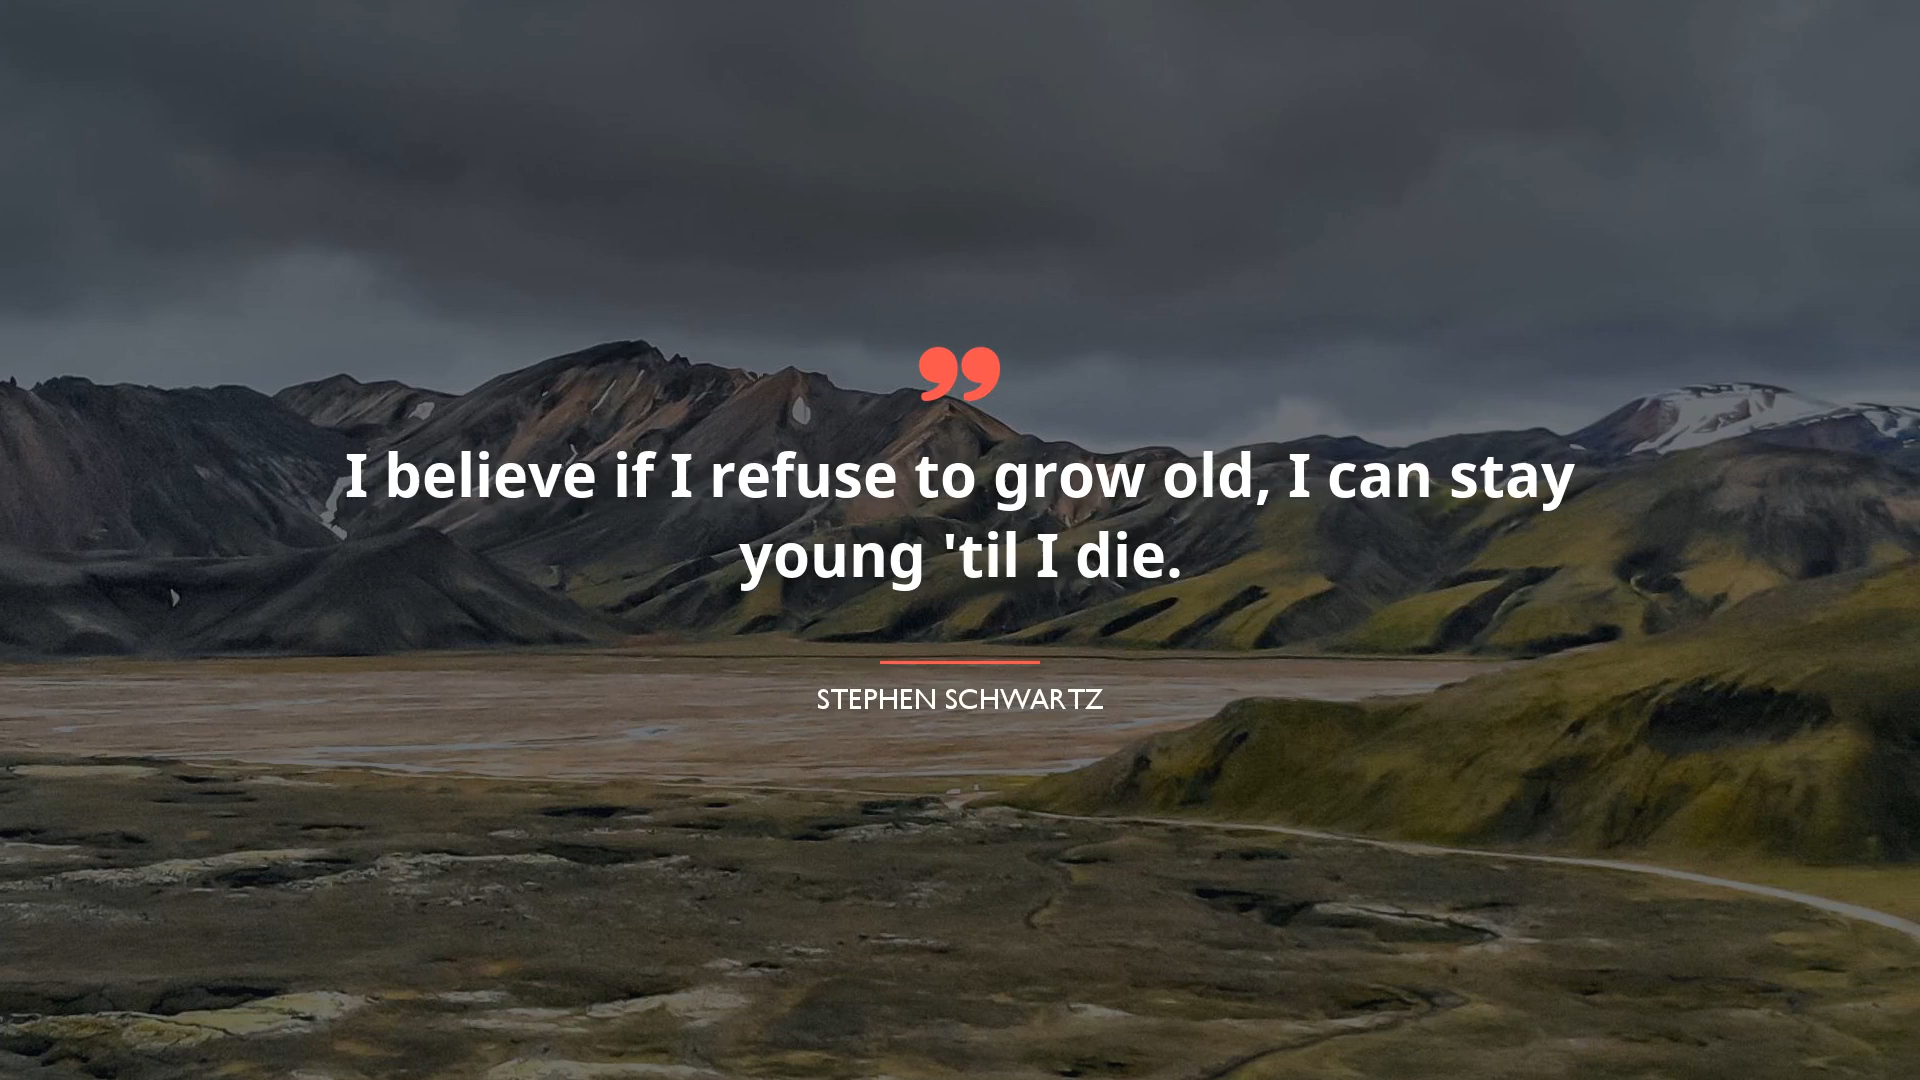 ”
I believe if I refuse to grow old, I can stay
young 'til I die.
STEPHEN SCHWARTZ